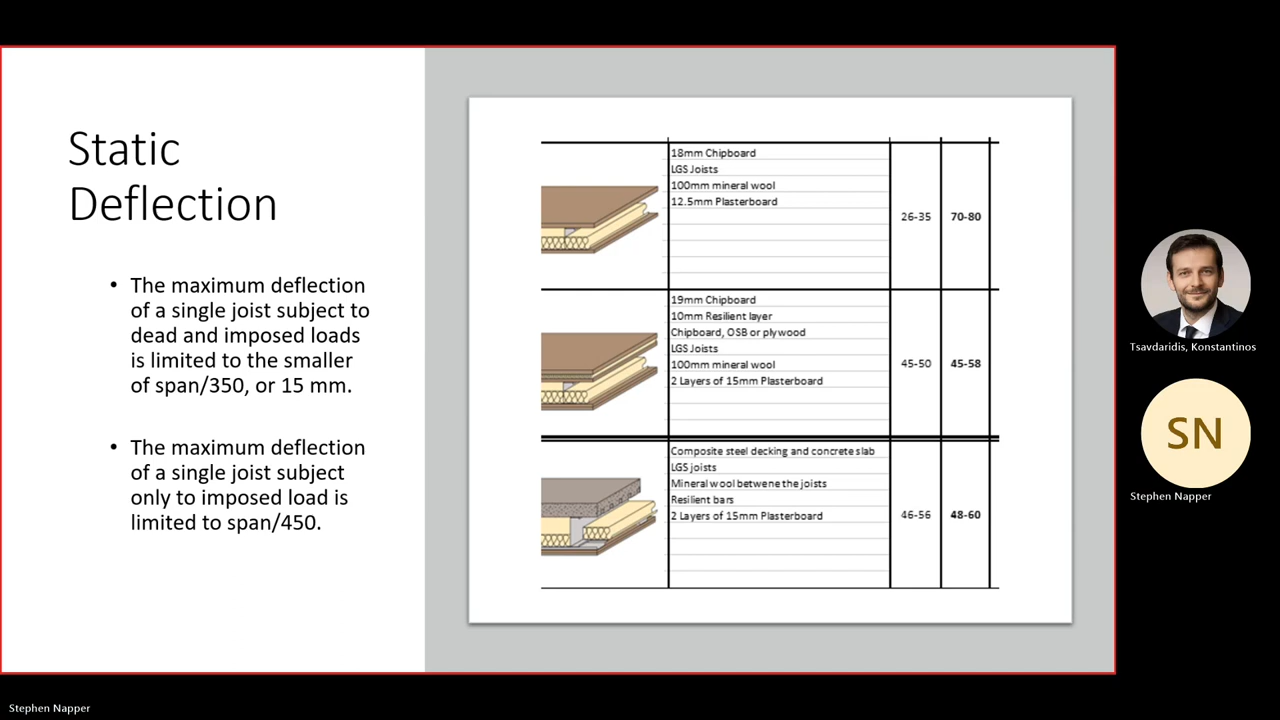 Static
Deflection
• The maximum deflection
of a single joist subject to
dead and imposed loads
is limited to the smaller
of span/350, or 15 mm.
• The maximum deflection
of a single joist subject
only to imposed load is
limited to span/450.
18mm Chipboard
LGS Joists
100mm mineral wool
12.5mm Plasterboard
26-35
70-80
19mm Chipboard
10mm Resilient layer
Chipboard, OSB or plywood
LGS Joists
100mm mineral wool
2 Layers of 15mm Plasterboard
45-50
45-58
Composite steel decking and concrete slab
LGS joists
Mineral wool betwene the joists
Resilient bars
2 Layers of 15mm Plasterboard
46-56
48-60
Tsavdaridis, Konstantinos
SN
Stephen Napper
Stephen Napper